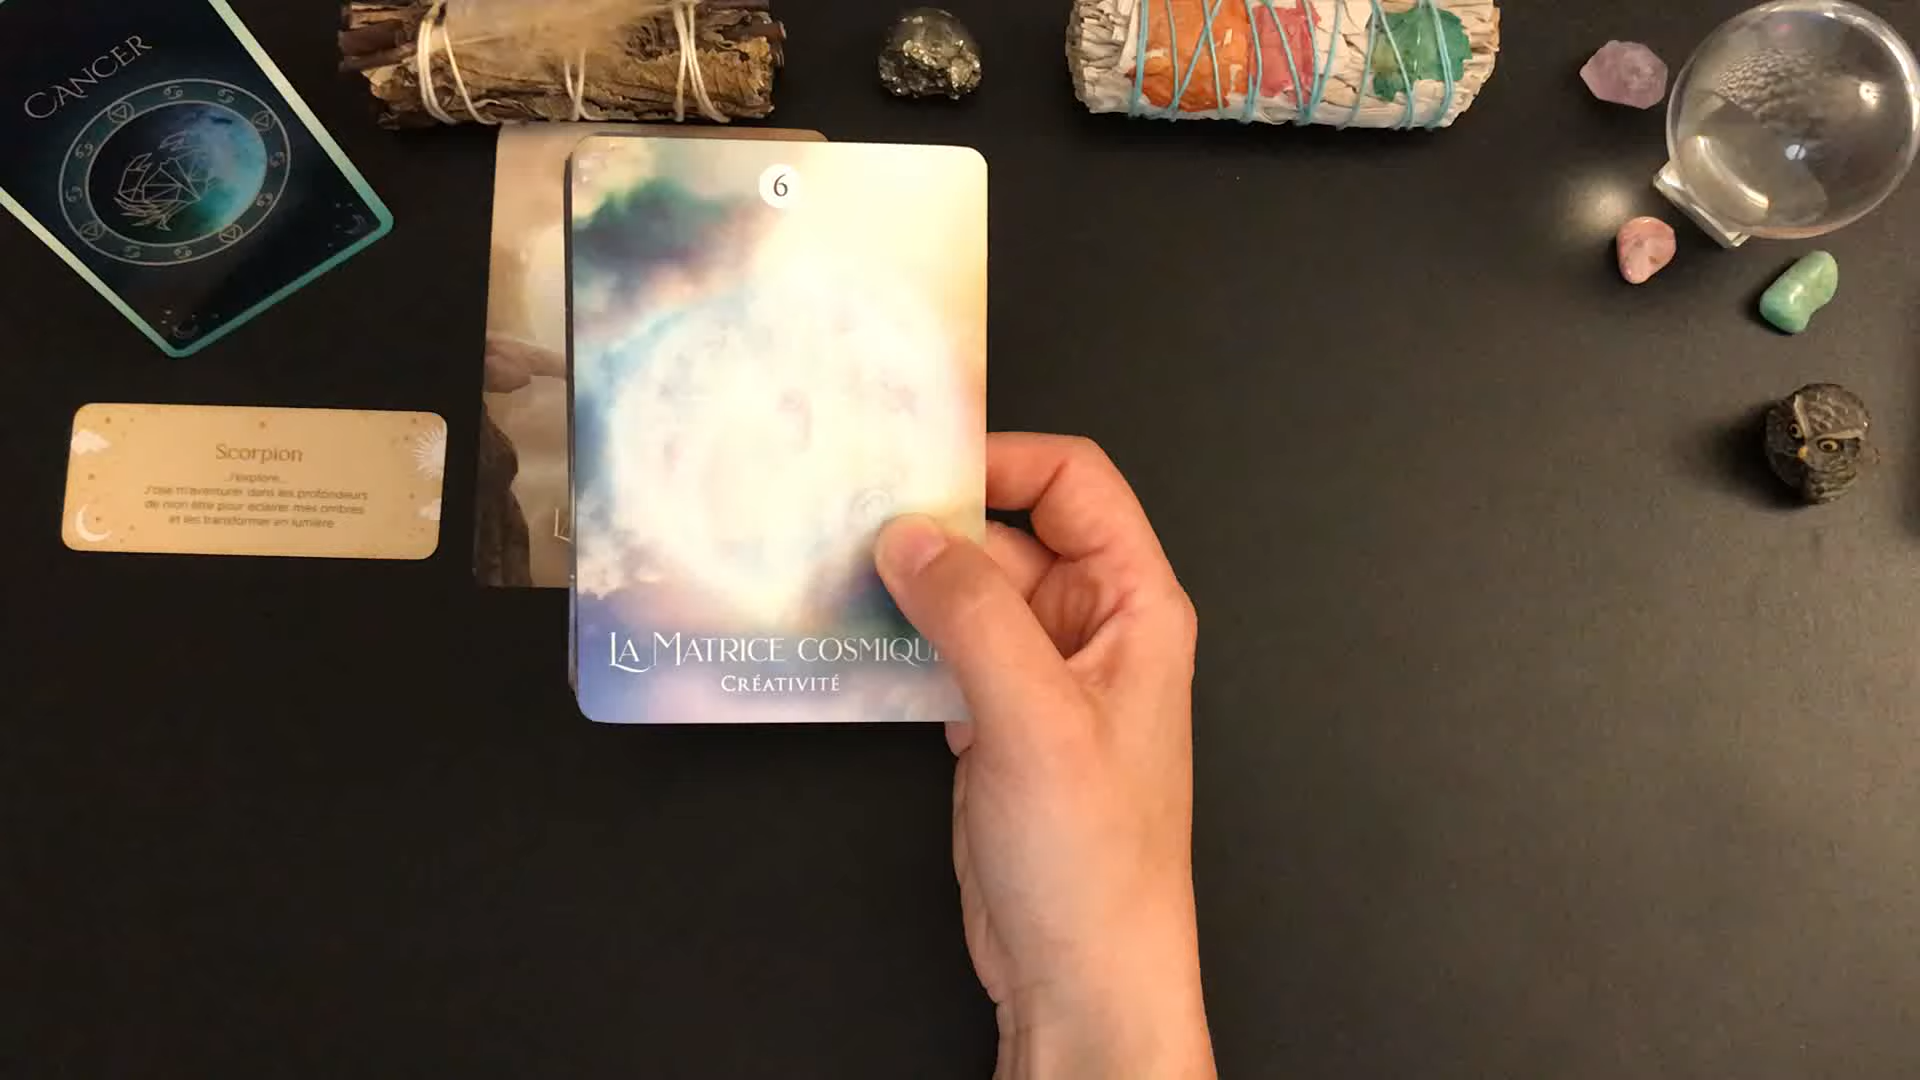 CANCER
Scorpion
...J'explore...
J'ose m'aventurer dans les profondeurs
de mon être pour éclairer mes ombres
et les transformer en lumière
6
LA MATRICE COSMIQUE
CRÉATIVITÉ